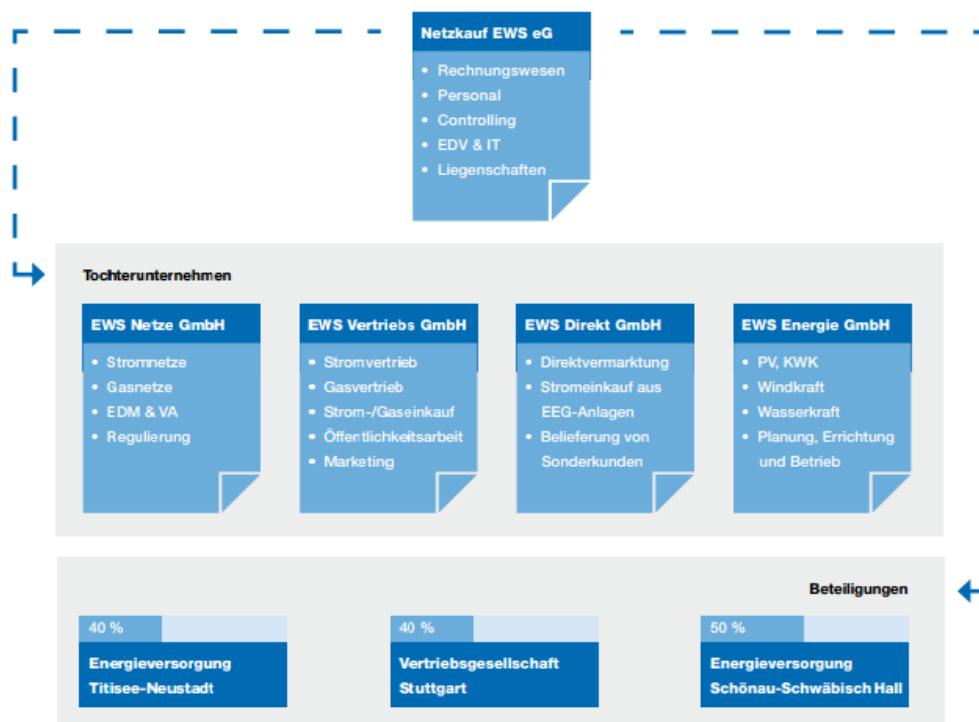 Netzkauf EWS eG
• Rechnungswesen
• Personal
• Controlling
• EDV & IT
• Liegenschaften
Tochterunternehmen
EWS Netze GmbH
• Stromnetze
• Gasnetze
• EDM & VA
• Regulierung
EWS Vertriebs GmbH
• Stromvertrieb
• Gasvertrieb
• Strom-/Gaseinkauf
• Öffentlichkeitsarbeit
• Marketing
EWS Direkt GmbH
• Direktvermarktung
• Stromeinkauf aus
EEG-Anlagen
• Belieferung von
Sonderkunden
EWS Energie GmbH
• PV, KWK
• Windkraft
• Wasserkraft
• Planung, Errichtung
und Betrieb
Beteiligungen
40 %
Energieversorgung
Titisee-Neustadt
40 %
Vertriebsgesellschaft
Stuttgart
50 %
Energieversorgung
Schönau-Schwäbisch Hall